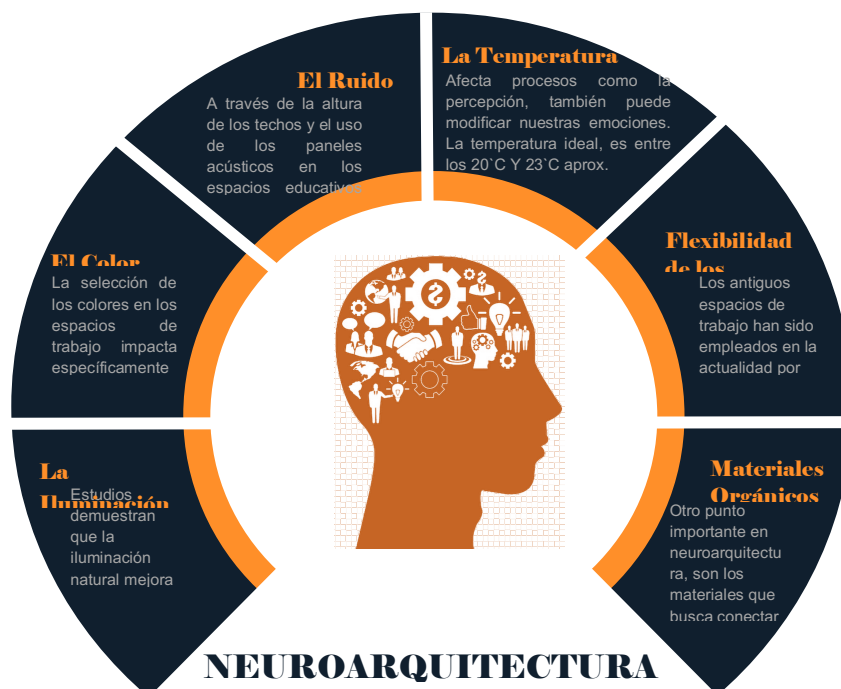 La
Iluminación
Estudios
demuestran
que la
iluminación
natural mejora
El Color
La selección de
los colores en los
espacios de
trabajo impacta
específicamente
El Ruido
A través de la altura
de los techos y el uso
de los paneles
acústicos en los
espacios educativos
La Temperatura
Afecta procesos como la
percepción, también puede
modificar nuestras emociones.
La temperatura ideal, es entre
los 20`C Y 23`C aprox.
Flexibilidad
de los
Los antiguos
espacios de
trabajo han sido
empleados en la
actualidad por
Materiales
Orgánicos
Otro punto
importante en
neuroarquitectu
ra, son los
materiales que
busca conectar
NEUROARQUITECTURA